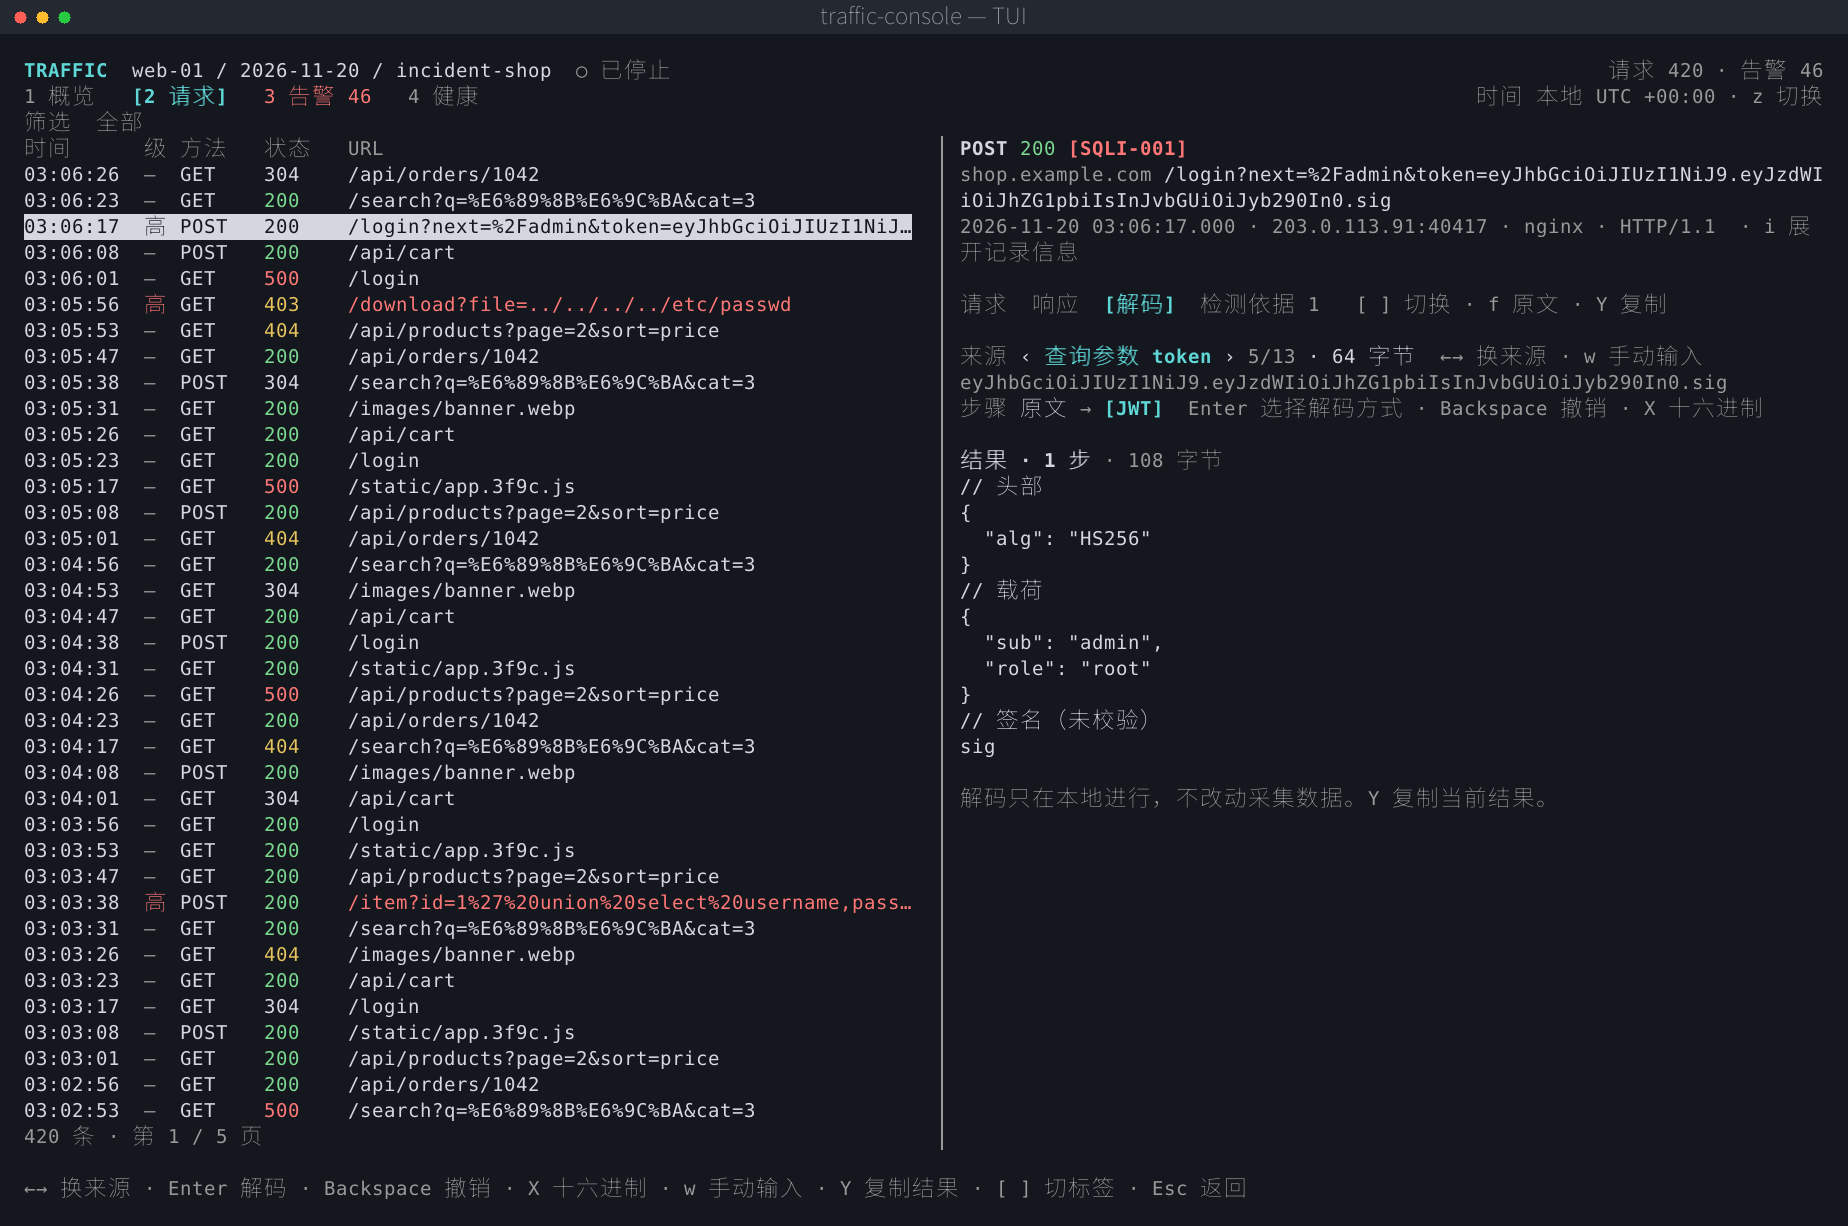 traffic-console — TUI
TRAFFIC web-01 / 2026-11-20 / incident-shop ○ 已停止 请求 420 · 告警 46
1 概览 [2 请求] 3 告警 46 4 健康 时间 本地 UTC +00:00 · z 切换
筛选 全部
时间 级 方法 状态 URL
03:06:26 — GET 304 /api/orders/1042
03:06:23 — GET 200 /search?q=%E6%89%8B%E6%9C%BA&cat=3
03:06:17 高 POST 200 /login?next=%2Fadmin&token=eyJhbGciOiJIUzI1NiJ…
03:06:08 — POST 200 /api/cart
03:06:01 — GET 500 /login
03:05:56 高 GET 403 /download?file=../../../../etc/passwd
03:05:53 — GET 404 /api/products?page=2&sort=price
03:05:47 — GET 200 /api/orders/1042
03:05:38 — POST 304 /search?q=%E6%89%8B%E6%9C%BA&cat=3
03:05:31 — GET 200 /images/banner.webp
03:05:26 — GET 200 /api/cart
03:05:23 — GET 200 /login
03:05:17 — GET 500 /static/app.3f9c.js
03:05:08 — POST 200 /api/products?page=2&sort=price
03:05:01 — GET 404 /api/orders/1042
03:04:56 — GET 200 /search?q=%E6%89%8B%E6%9C%BA&cat=3
03:04:53 — GET 304 /images/banner.webp
03:04:47 — GET 200 /api/cart
03:04:38 — POST 200 /login
03:04:31 — GET 200 /static/app.3f9c.js
03:04:26 — GET 500 /api/products?page=2&sort=price
03:04:23 — GET 200 /api/orders/1042
03:04:17 — GET 404 /search?q=%E6%89%8B%E6%9C%BA&cat=3
03:04:08 — POST 200 /images/banner.webp
03:04:01 — GET 304 /api/cart
03:03:56 — GET 200 /login
03:03:53 — GET 200 /static/app.3f9c.js
03:03:47 — GET 200 /api/products?page=2&sort=price
03:03:38 高 POST 200 /item?id=1%27%20union%20select%20username,pass…
03:03:31 — GET 200 /search?q=%E6%89%8B%E6%9C%BA&cat=3
03:03:26 — GET 404 /images/banner.webp
03:03:23 — GET 200 /api/cart
03:03:17 — GET 304 /login
03:03:08 — POST 200 /static/app.3f9c.js
03:03:01 — GET 200 /api/products?page=2&sort=price
03:02:56 — GET 200 /api/orders/1042
03:02:53 — GET 500 /search?q=%E6%89%8B%E6%9C%BA&cat=3
420 条 · 第 1 / 5 页
POST 200 [SQLI-001]
shop.example.com /login?next=%2Fadmin&token=eyJhbGciOiJIUzI1NiJ9.eyJzdWI
iOiJhZG1pbiIsInJvbGUiOiJyb290In0.sig
2026-11-20 03:06:17.000 · 203.0.113.91:40417 · nginx · HTTP/1.1 · i 展
开记录信息
请求 响应 [解码] 检测依据 1 [ ] 切换 · f 原文 · Y 复制
来源 ‹ 查询参数 token › 5/13 · 64 字节 ←→ 换来源 · w 手动输入
eyJhbGciOiJIUzI1NiJ9.eyJzdWIiOiJhZG1pbiIsInJvbGUiOiJyb290In0.sig
步骤 原文 → [JWT] Enter 选择解码方式 · Backspace 撤销 · X 十六进制
结果 · 1 步 · 108 字节
// 头部
{
  "alg": "HS256"
}
// 载荷
{
  "sub": "admin",
  "role": "root"
}
// 签名（未校验）
sig
解码只在本地进行，不改动采集数据。Y 复制当前结果。
←→ 换来源 · Enter 解码 · Backspace 撤销 · X 十六进制 · w 手动输入 · Y 复制结果 · [ ] 切标签 · Esc 返回